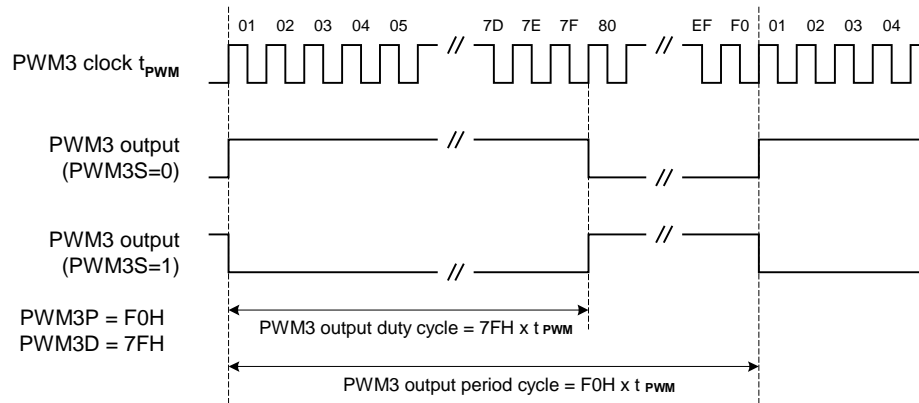 01 02 03 04 05 7D 7E 7F 80 EF F0 01 02 03 04
PWM3 clock tPWM
//
//
PWM3 output
(PWM3S=0)
//
//
PWM3 output
(PWM3S=1)
//
//
PWM3P = F0H
PWM3D = 7FH
PWM3 output duty cycle = 7FH x t PWM
PWM3 output period cycle = F0H x t PWM